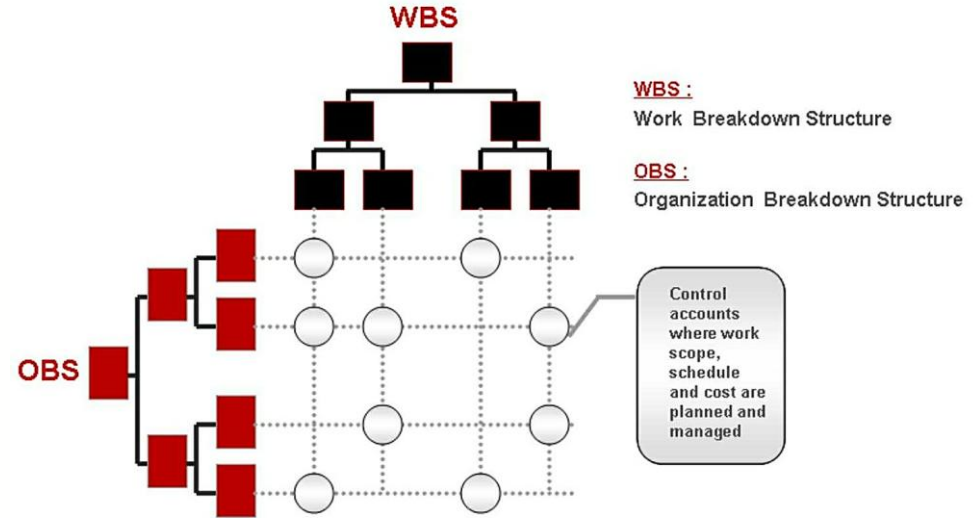 WBS
WBS :
Work Breakdown Structure
OBS :
Organization Breakdown Structure
OBS
Control
accounts
where work
scope,
schedule
and cost are
planned and
managed